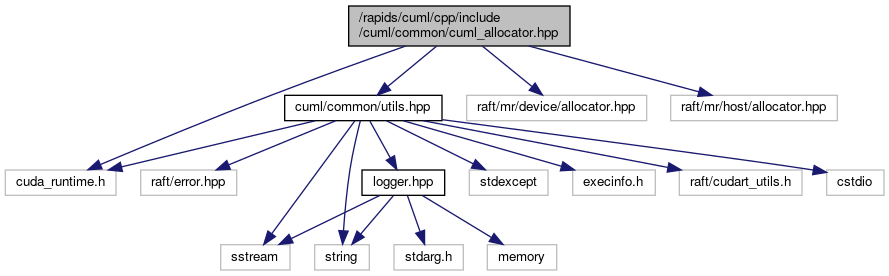 /rapids/cuml/cpp/include
/cuml/common/cuml_allocator.hpp
cuml/common/utils.hpp
raft/mr/device/allocator.hpp
raft/mr/host/allocator.hpp
cuda_runtime.h
raft/error.hpp
logger.hpp
stdexcept
execinfo.h
raft/cudart_utils.h
cstdio
sstream
string
stdarg.h
memory